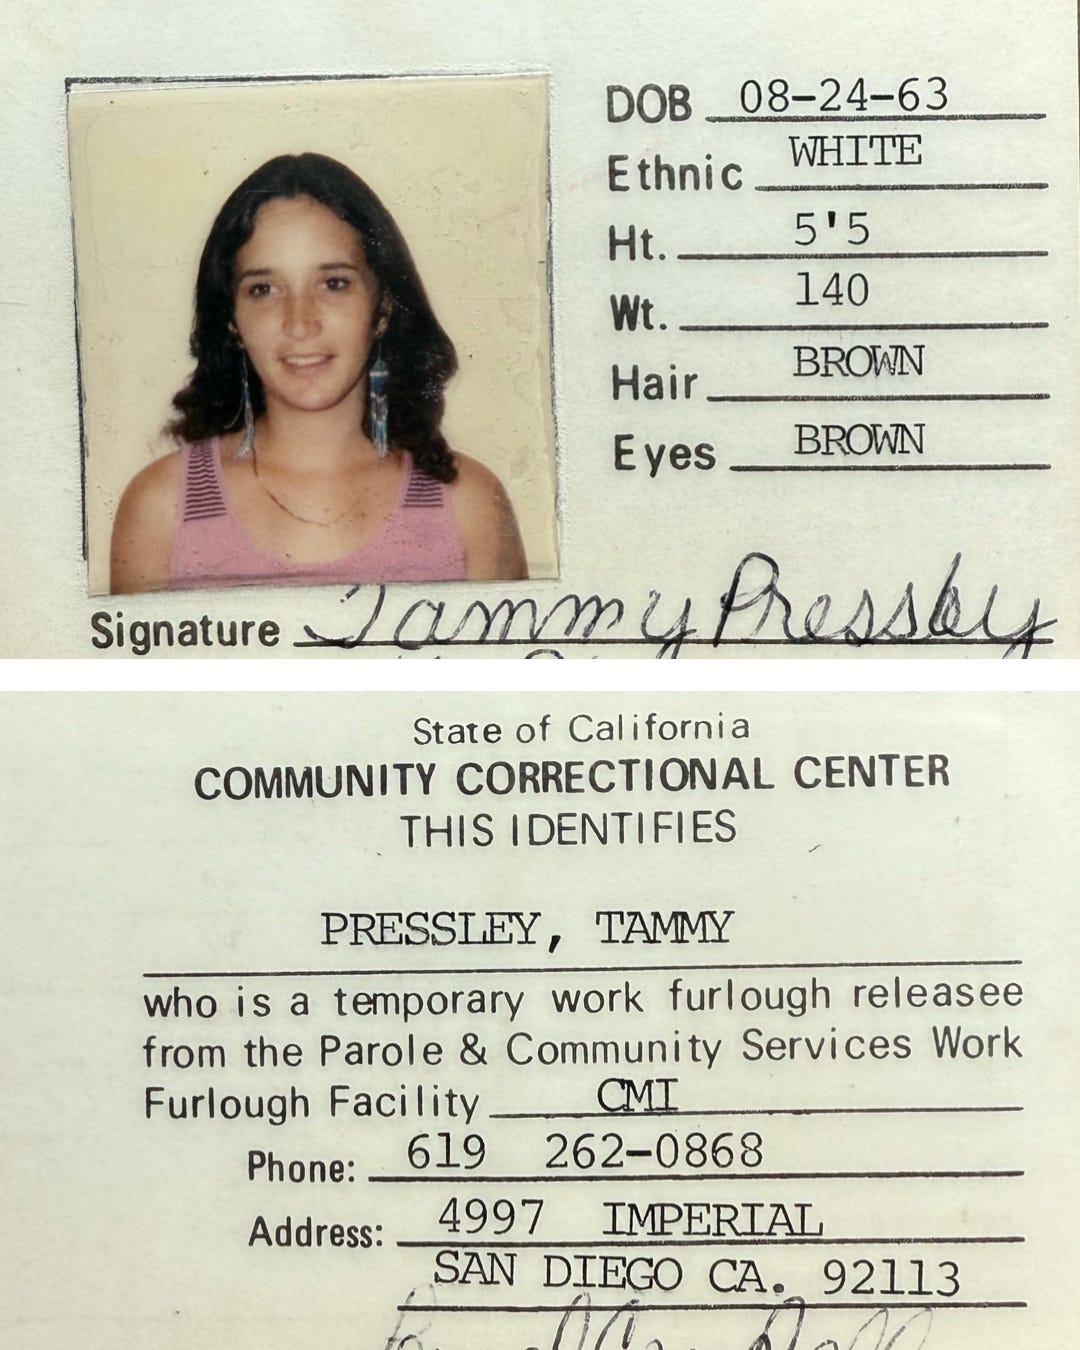 DOB 08-24-63
Ethnic WHITE
Ht. 5'5
Wt. 140
Hair BROWN
Eyes BROWN
Signature Tammy Pressley
State of California
COMMUNITY CORRECTIONAL CENTER
THIS IDENTIFIES
PRESSLEY, TAMMY
who is a temporary work furlough releasee
from the Parole & Community Services Work
Furlough Facility CMI
Phone: 619 262-0868
Address: 4997 IMPERIAL
SAN DIEGO CA. 92113